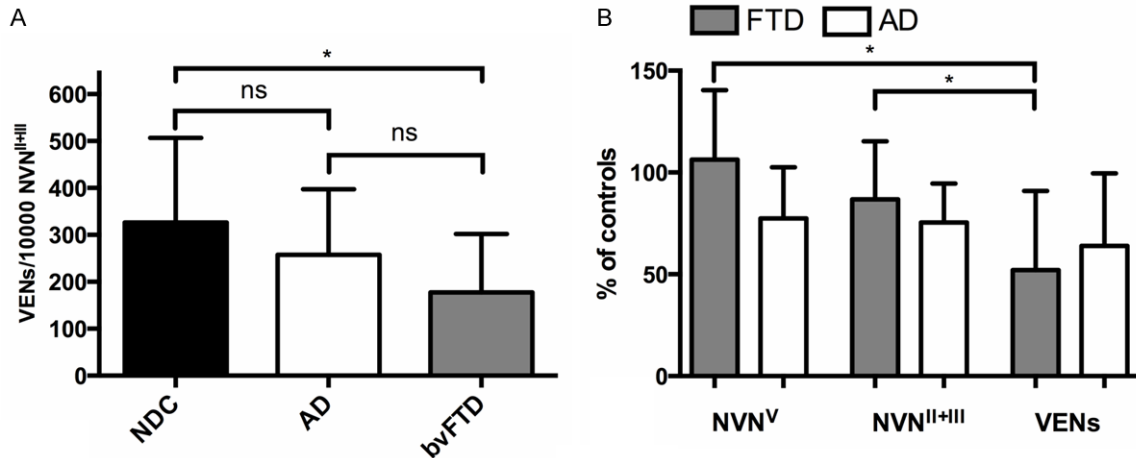 A
VENs/10000 NVN^II+III
600
500
400
300
200
100
0
*
ns
ns
NDC
AD
bvFTD
B
FTD
AD
% of controls
150
100
50
0
*
*
NVN^V
NVN^II+III
VENs